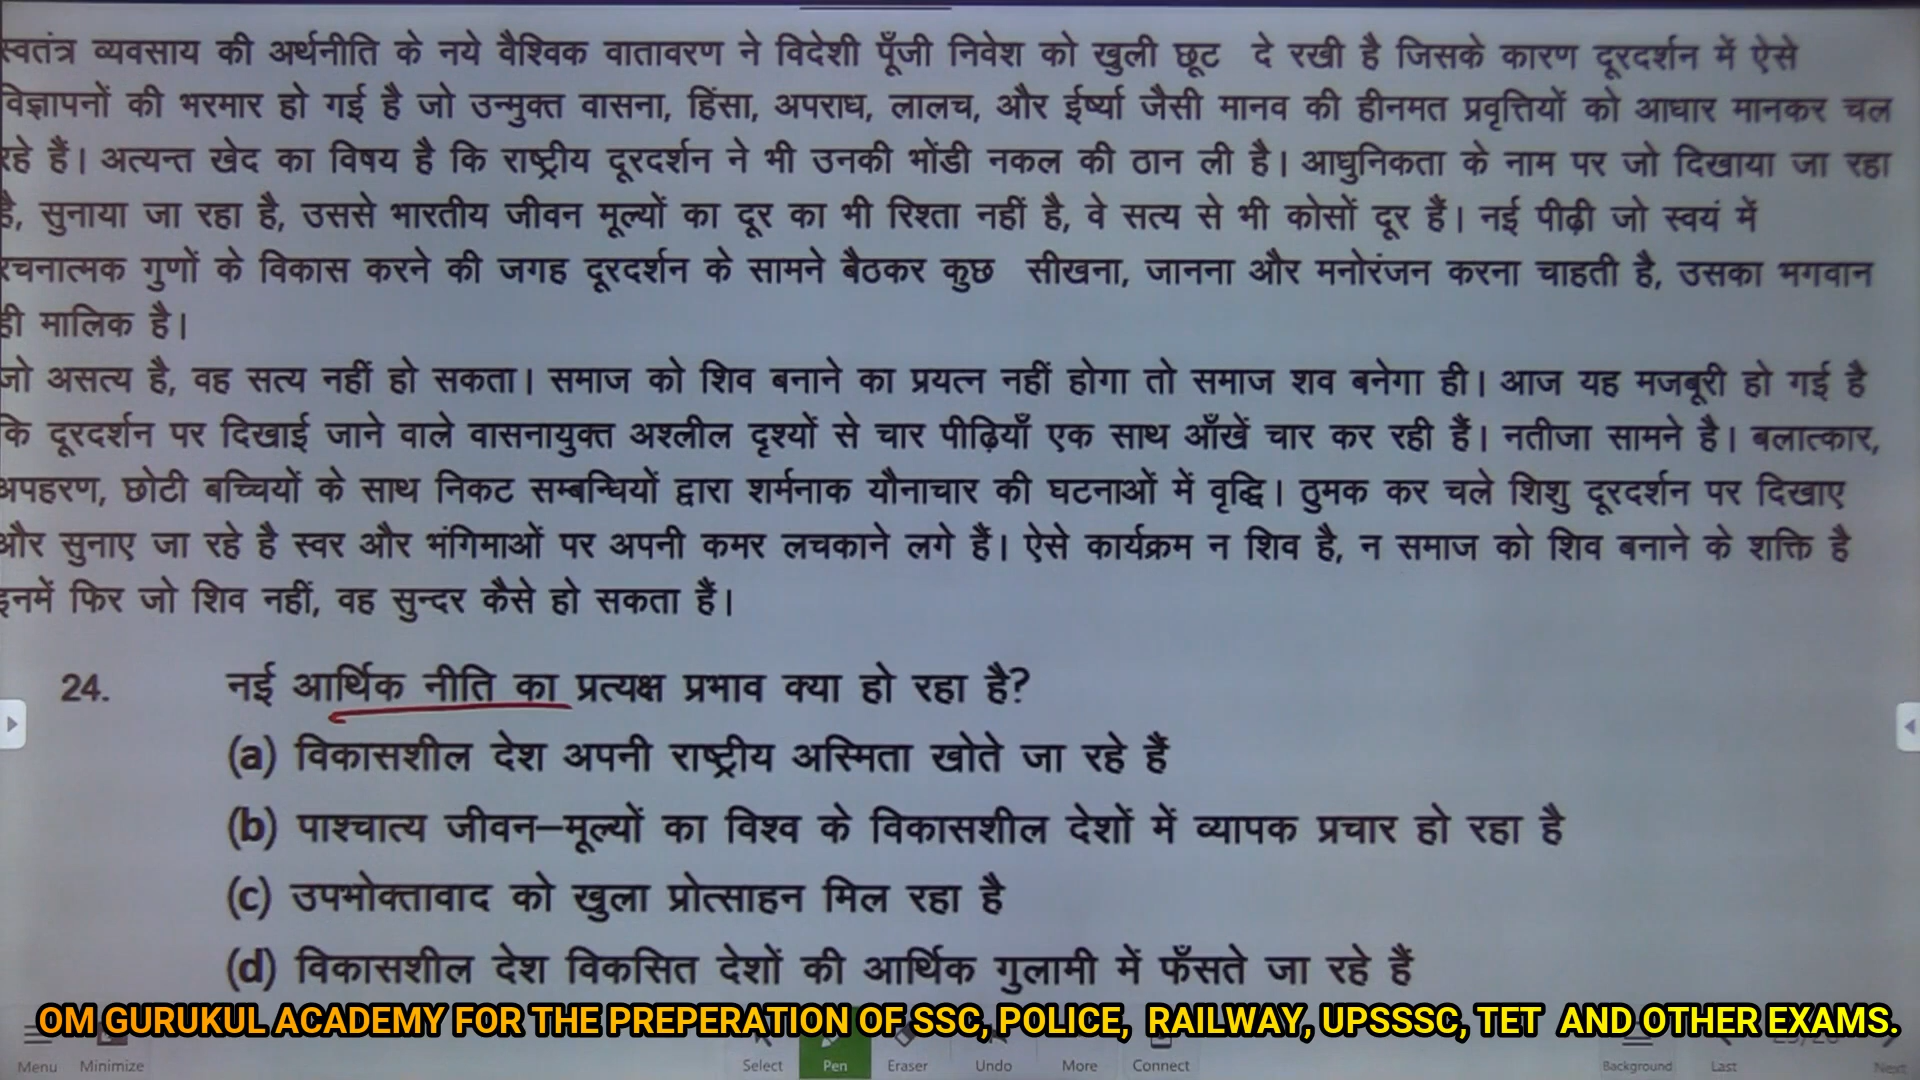 स्वतंत्र व्यवसाय की अर्थनीति के नये वैश्विक वातावरण ने विदेशी पूँजी निवेश को खुली छूट दे रखी है जिसके कारण दूरदर्शन में ऐसे
विज्ञापनों की भरमार हो गई है जो उन्मुक्त वासना, हिंसा, अपराध, लालच, और ईर्ष्या जैसी मानव की हीनमत प्रवृत्तियों को आधार मानकर चल
रहे हैं। अत्यन्त खेद का विषय है कि राष्ट्रीय दूरदर्शन ने भी उनकी भोंडी नकल की ठान ली है। आधुनिकता के नाम पर जो दिखाया जा रहा
है, सुनाया जा रहा है, उससे भारतीय जीवन मूल्यों का दूर का भी रिश्ता नहीं है, वे सत्य से भी कोसों दूर हैं। नई पीढ़ी जो स्वयं में
रचनात्मक गुणों के विकास करने की जगह दूरदर्शन के सामने बैठकर कुछ सीखना, जानना और मनोरंजन करना चाहती है, उसका भगवान
ही मालिक है।
जो असत्य है, वह सत्य नहीं हो सकता। समाज को शिव बनाने का प्रयत्न नहीं होगा तो समाज शव बनेगा ही। आज यह मजबूरी हो गई है
कि दूरदर्शन पर दिखाई जाने वाले वासनायुक्त अश्लील दृश्यों से चार पीढ़ियाँ एक साथ आँखें चार कर रही हैं। नतीजा सामने है। बलात्कार,
अपहरण, छोटी बच्चियों के साथ निकट सम्बन्धियों द्वारा शर्मनाक यौनाचार की घटनाओं में वृद्धि। ठुमक कर चले शिशु दूरदर्शन पर दिखाए
और सुनाए जा रहे है स्वर और भंगिमाओं पर अपनी कमर लचकाने लगे हैं। ऐसे कार्यक्रम न शिव है, न समाज को शिव बनाने के शक्ति है
इनमें फिर जो शिव नहीं, वह सुन्दर कैसे हो सकता हैं।
24. नई आर्थिक नीति का प्रत्यक्ष प्रभाव क्या हो रहा है?
(a) विकासशील देश अपनी राष्ट्रीय अस्मिता खोते जा रहे हैं
(b) पाश्चात्य जीवन–मूल्यों का विश्व के विकासशील देशों में व्यापक प्रचार हो रहा है
(c) उपभोक्तावाद को खुला प्रोत्साहन मिल रहा है
(d) विकासशील देश विकसित देशों की आर्थिक गुलामी में फँसते जा रहे हैं
OM GURUKUL ACADEMY FOR THE PREPERATION OF SSC, POLICE, RAILWAY, UPSSSC, TET AND OTHER EXAMS.
Menu Minimize Select Pen Eraser Undo More Connect Background Last Next